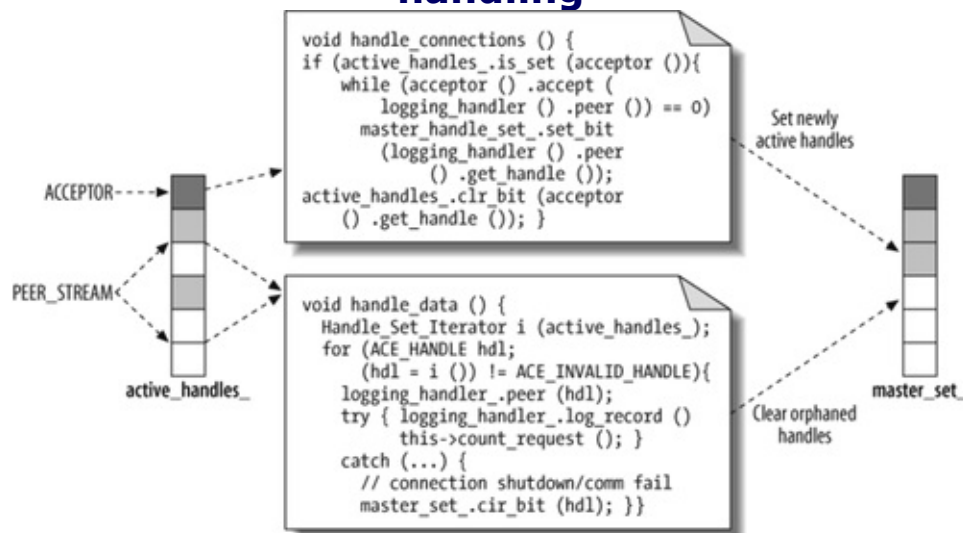 handling
void handle_connections () {
if (active_handles_.is_set (acceptor ()){
while (acceptor () .accept (
logging_handler () .peer ()) == 0)
master_handle_set_.set_bit
(logging_handler () .peer
() .get_handle ());
active_handles_.clr_bit (acceptor
() .get_handle ()); }
Set newly
active handles
ACCEPTOR
PEER_STREAM
active_handles_
void handle_data () {
Handle_Set_Iterator i (active_handles_);
for (ACE_HANDLE hdl;
(hdl = i ()) != ACE_INVALID_HANDLE){
logging_handler_.peer (hdl);
try { logging_handler_.log_record ()
this->count_request (); }
catch (...) {
// connection shutdown/comm fail
master_set_.cir_bit (hdl); }}
master_set_
Clear orphaned
handles